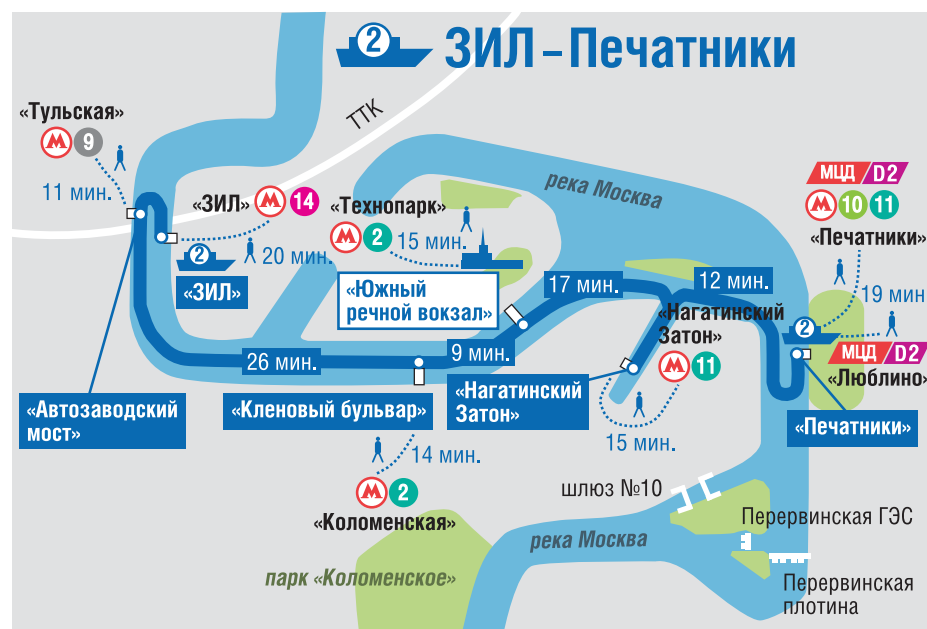 2
ЗИЛ – Печатники
ТТК
«Тульская»
М 9
11 мин.
«ЗИЛ» М 14
20 мин.
2
«ЗИЛ»
«Технопарк»
М 2
15 мин.
«Южный
речной вокзал»
река Москва
МЦД D2
М 10 11
«Печатники»
19 мин
2
МЦД D2
«Люблино»
«Печатники»
17 мин.
12 мин.
«Нагатинский
Затон»
М 11
15 мин.
26 мин.
9 мин.
«Автозаводский
мост»
«Кленовый бульвар»
«Нагатинский
Затон»
14 мин.
М 2
«Коломенская»
шлюз №10
Перервинская ГЭС
река Москва
парк «Коломенское»
Перервинская
плотина